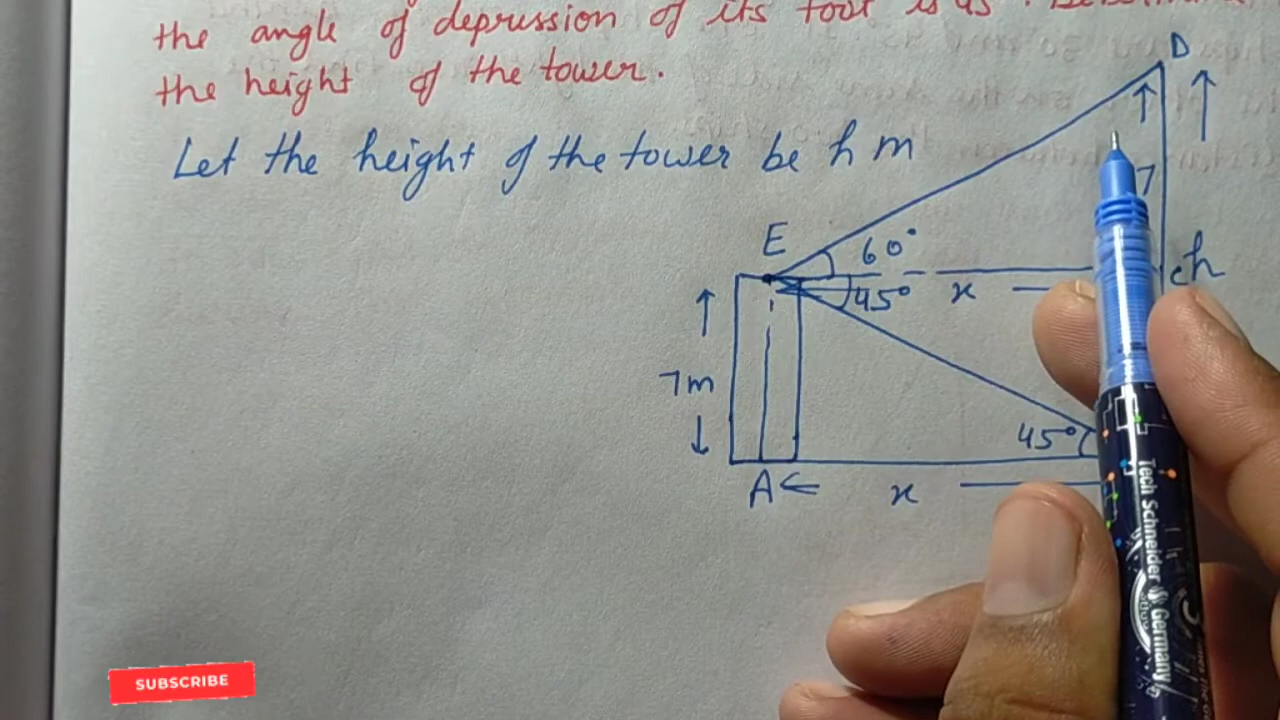 the angle of depression of its foot is 45°.
the height of the tower.
Let the height of the tower be h m
D
7
E
60°
c h
45° x
7m
45°
A ← x
Tech Schneider Germany
SUBSCRIBE